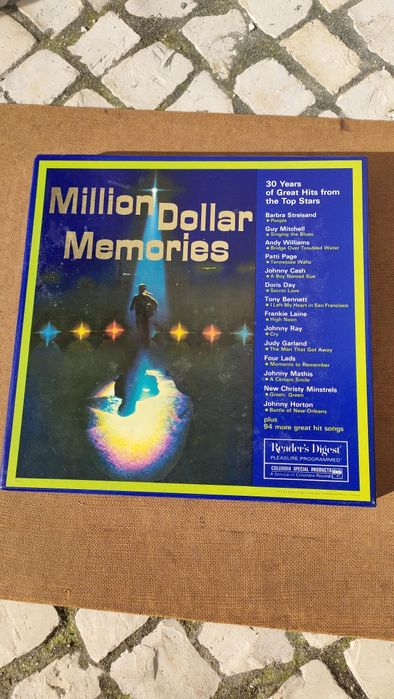 Million Dollar
Memories
30 Years
of Great Hits from
the Top Stars
Barbra Streisand
People
Guy Mitchell
Singing the Blues
Andy Williams
Bridge Over Troubled Water
Patti Page
Tennessee Waltz
Johnny Cash
A Boy Named Sue
Doris Day
Secret Love
Tony Bennett
I Left My Heart in San Francisco
Frankie Laine
High Noon
Johnny Ray
Cry
Judy Garland
The Man That Got Away
Four Lads
Moments to Remember
Johnny Mathis
A Certain Smile
New Christy Minstrels
Green, Green
Johnny Horton
Battle of New Orleans
plus
94 more great hit songs
Reader's Digest
PLEASURE PROGRAMMED
COLUMBIA SPECIAL PRODUCTS
A Service of Columbia Records